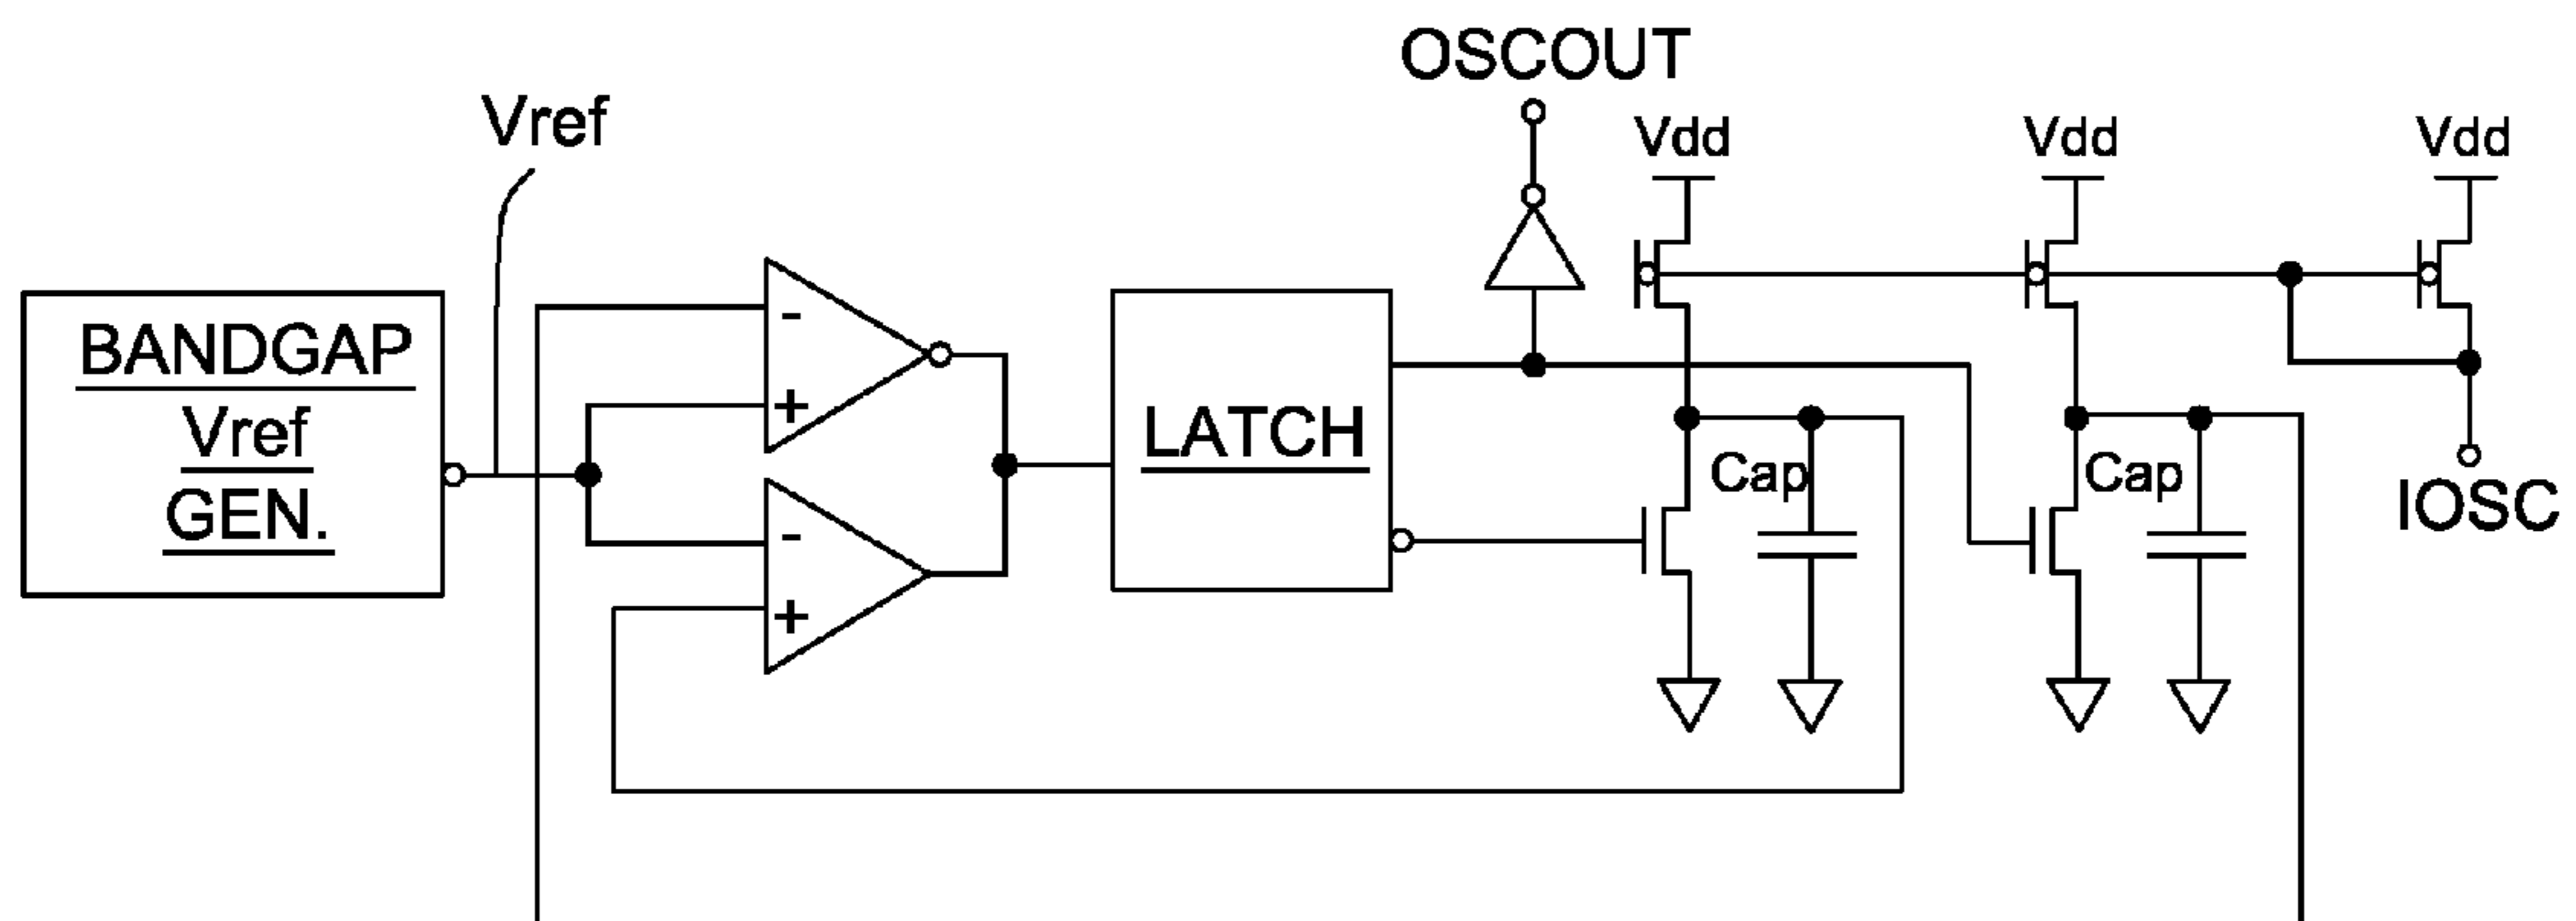 OSCOUT
Vref
Vdd
Vdd
Vdd
BANDGAP
Vref
GEN.
-
+
-
+
LATCH
Cap
Cap
IOSC